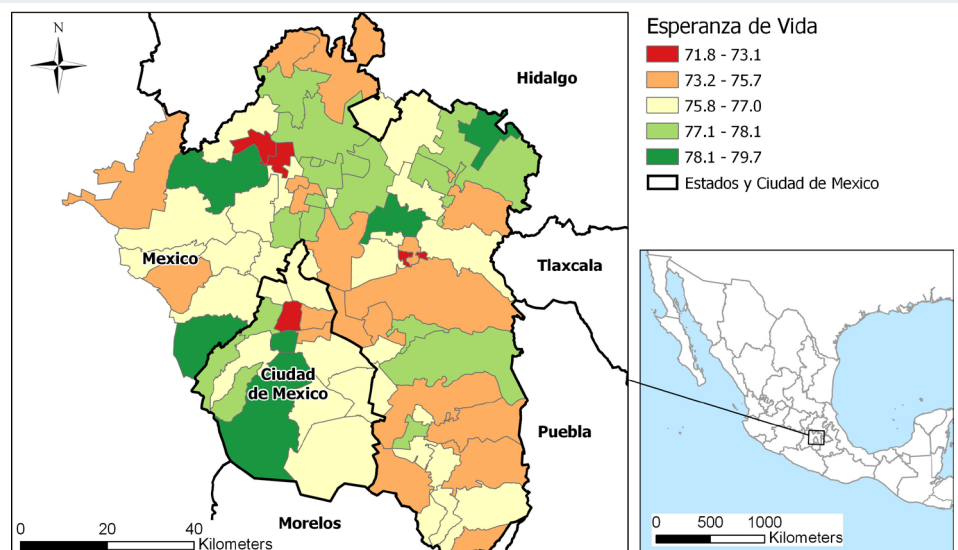 N
Hidalgo
Mexico
Tlaxcala
Ciudad
de Mexico
Puebla
Morelos
0 20 40
Kilometers
Esperanza de Vida
71.8 - 73.1
73.2 - 75.7
75.8 - 77.0
77.1 - 78.1
78.1 - 79.7
Estados y Ciudad de Mexico
0 500 1000
Kilometers